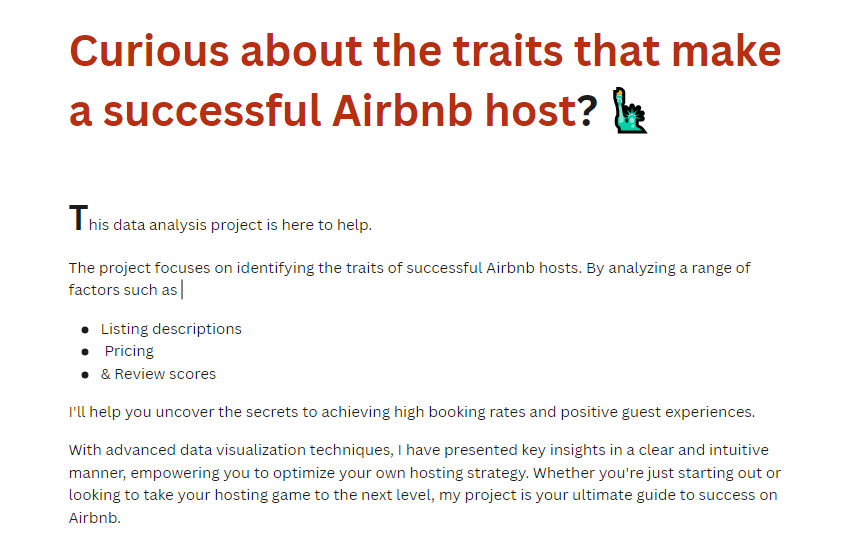 Curious about the traits that make
a successful Airbnb host? 🗽
This data analysis project is here to help.
The project focuses on identifying the traits of successful Airbnb hosts. By analyzing a range of
factors such as
● Listing descriptions
● Pricing
● & Review scores
I'll help you uncover the secrets to achieving high booking rates and positive guest experiences.
With advanced data visualization techniques, I have presented key insights in a clear and intuitive
manner, empowering you to optimize your own hosting strategy. Whether you're just starting out or
looking to take your hosting game to the next level, my project is your ultimate guide to success on
Airbnb.